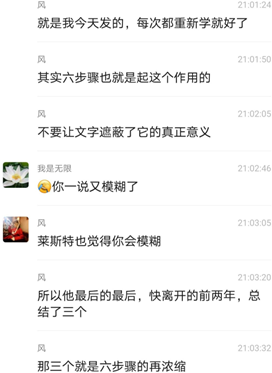 风
21:01:24
就是我今天发的，每次都重新学就好了
风
21:01:50
其实六步骤也就是起这个作用的
风
21:02:05
不要让文字遮蔽了它的真正意义
我是无限
21:02:46
你一说又模糊了
风
21:03:05
莱斯特也觉得你会模糊
风
21:03:20
所以他最后的最后，快离开的前两年，总
结了三个
风
21:03:32
那三个就是六步骤的再浓缩